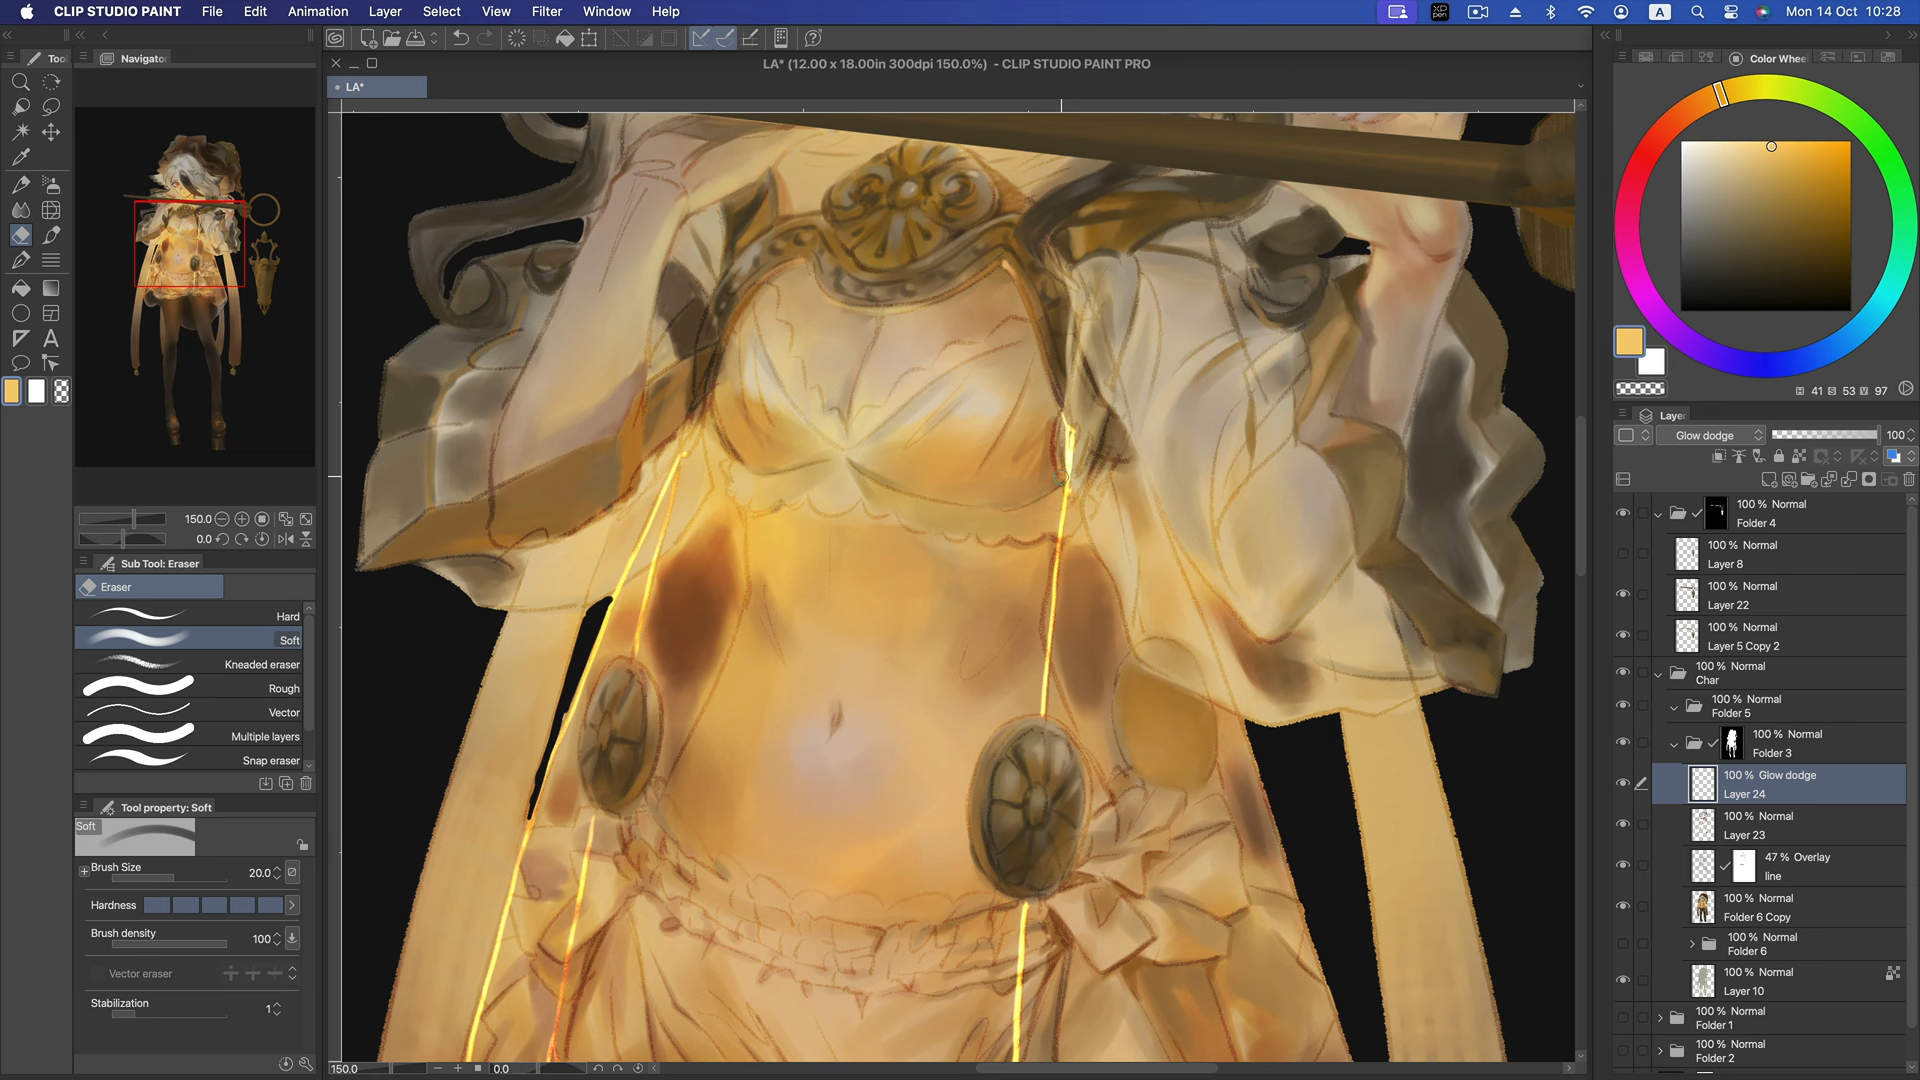 CLIP STUDIO PAINT File Edit Animation Layer Select View Filter Window Help A Mon 14 Oct 10:28
Too
Navigator
LA* (12.00 x 18.00in 300dpi 150.0%) - CLIP STUDIO PAINT PRO
LA*
150.0
0.0
Sub Tool: Eraser
Eraser
Hard
Soft
Kneaded eraser
Rough
Vector
Multiple layers
Snap eraser
Tool property: Soft
Soft
Brush Size 20.0
Hardness
Brush density 100
Vector eraser
Stabilization 1
150.0 0.0
Color Whee
H 41 S 53 V 97
Layer
Glow dodge 100
100 % Normal
Folder 4
100 % Normal
Layer 8
100 % Normal
Layer 22
100 % Normal
Layer 5 Copy 2
100 % Normal
Char
100 % Normal
Folder 5
100 % Normal
Folder 3
100 % Glow dodge
Layer 24
100 % Normal
Layer 23
47 % Overlay
line
100 % Normal
Folder 6 Copy
100 % Normal
Folder 6
100 % Normal
Layer 10
100 % Normal
Folder 1
100 % Normal
Folder 2